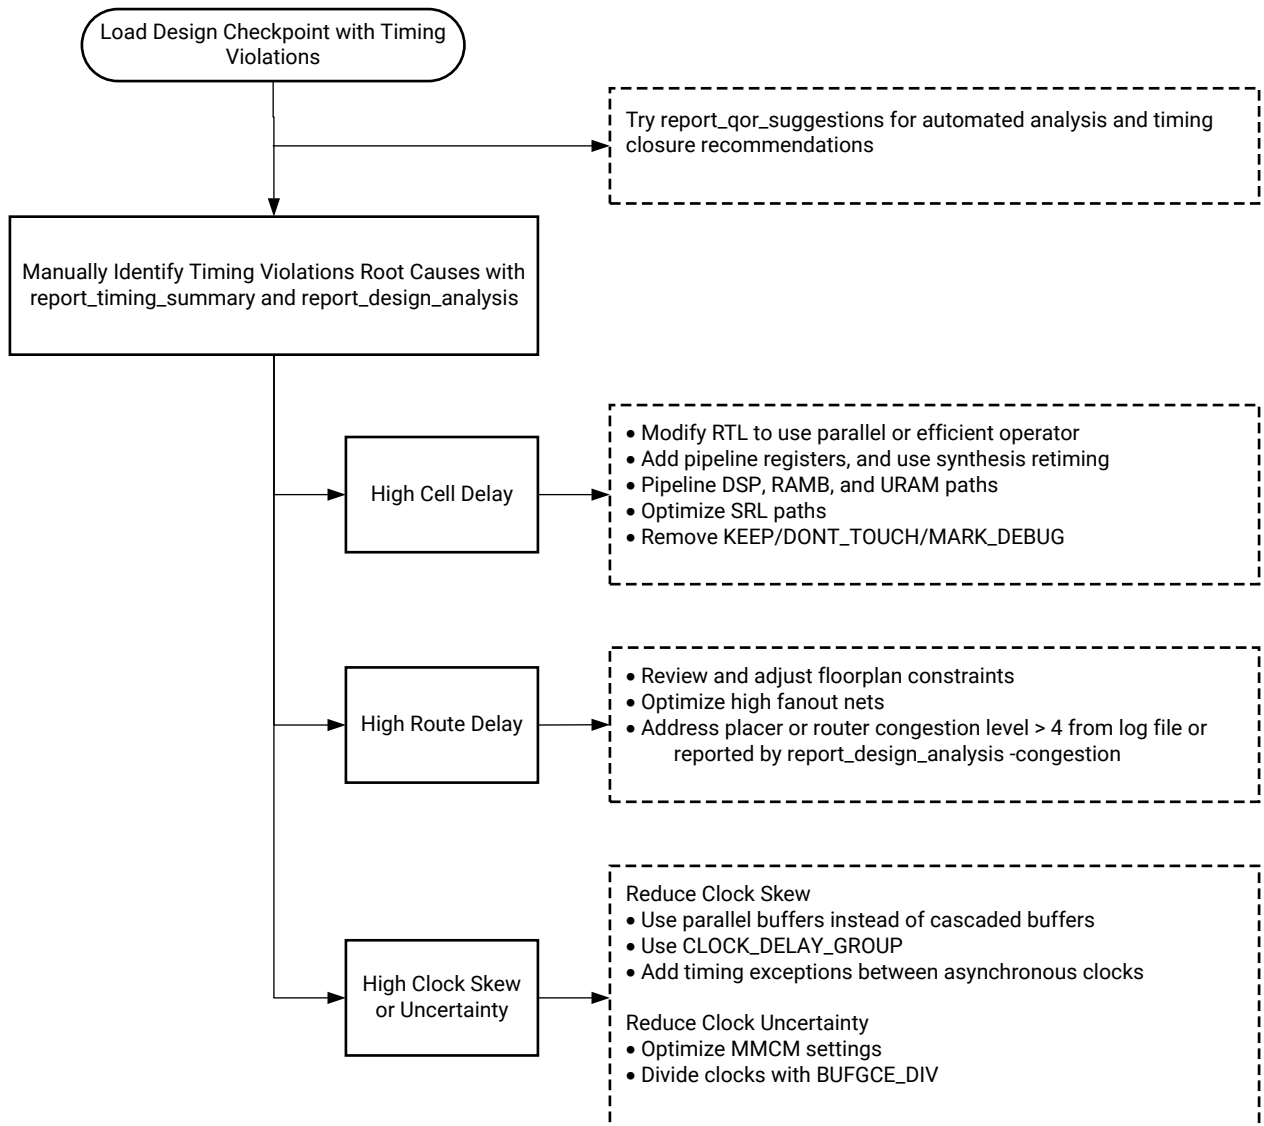 Load Design Checkpoint with Timing
Violations
Try report_qor_suggestions for automated analysis and timing
closure recommendations
Manually Identify Timing Violations Root Causes with
report_timing_summary and report_design_analysis
High Cell Delay
• Modify RTL to use parallel or efficient operator
• Add pipeline registers, and use synthesis retiming
• Pipeline DSP, RAMB, and URAM paths
• Optimize SRL paths
• Remove KEEP/DONT_TOUCH/MARK_DEBUG
High Route Delay
• Review and adjust floorplan constraints
• Optimize high fanout nets
• Address placer or router congestion level > 4 from log file or
reported by report_design_analysis -congestion
High Clock Skew
or Uncertainty
Reduce Clock Skew
• Use parallel buffers instead of cascaded buffers
• Use CLOCK_DELAY_GROUP
• Add timing exceptions between asynchronous clocks
Reduce Clock Uncertainty
• Optimize MMCM settings
• Divide clocks with BUFGCE_DIV